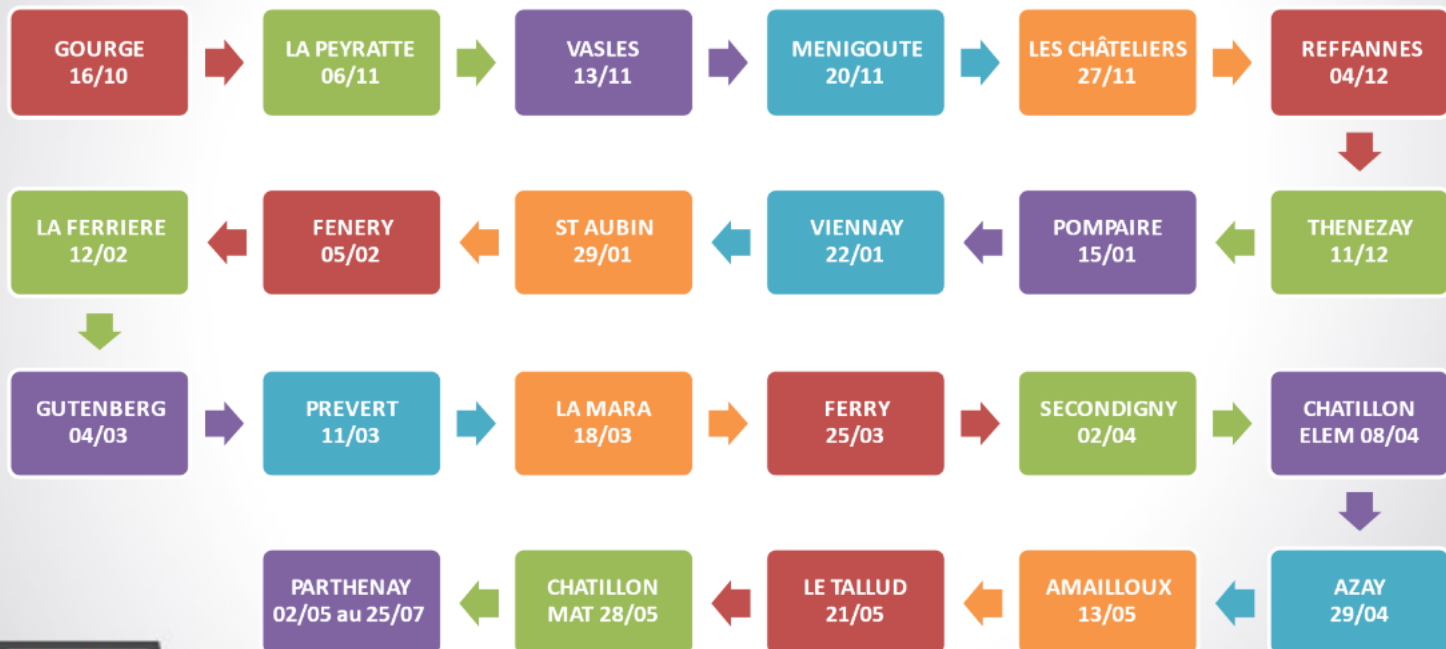 GOURGE
16/10
LA PEYRATTE
06/11
VASLES
13/11
MENIGOUTE
20/11
LES CHÂTELIERS
27/11
REFFANNES
04/12
THENEZAY
11/12
POMPAIRE
15/01
VIENNAY
22/01
ST AUBIN
29/01
FENERY
05/02
LA FERRIERE
12/02
GUTENBERG
04/03
PREVERT
11/03
LA MARA
18/03
FERRY
25/03
SECONDIGNY
02/04
CHATILLON
ELEM 08/04
AZAY
29/04
AMAILLOUX
13/05
LE TALLUD
21/05
CHATILLON
MAT 28/05
PARTHENAY
02/05 au 25/07